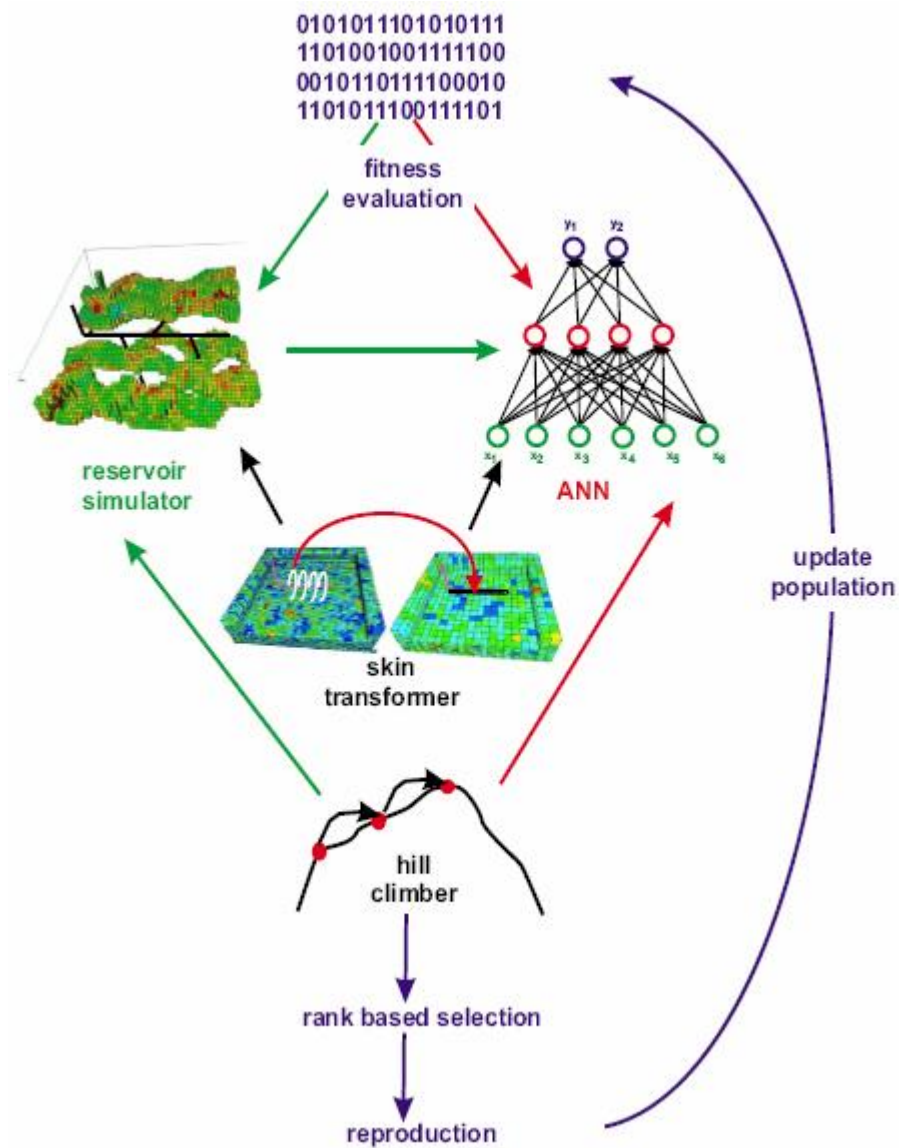 0101011101010111
1101001001111100
0010110111100010
1101011100111101
fitness
evaluation
y1 y2
x1 x2 x3 x4 x5 x6
reservoir
simulator
ANN
update
population
skin
transformer
hill
climber
rank based selection
reproduction